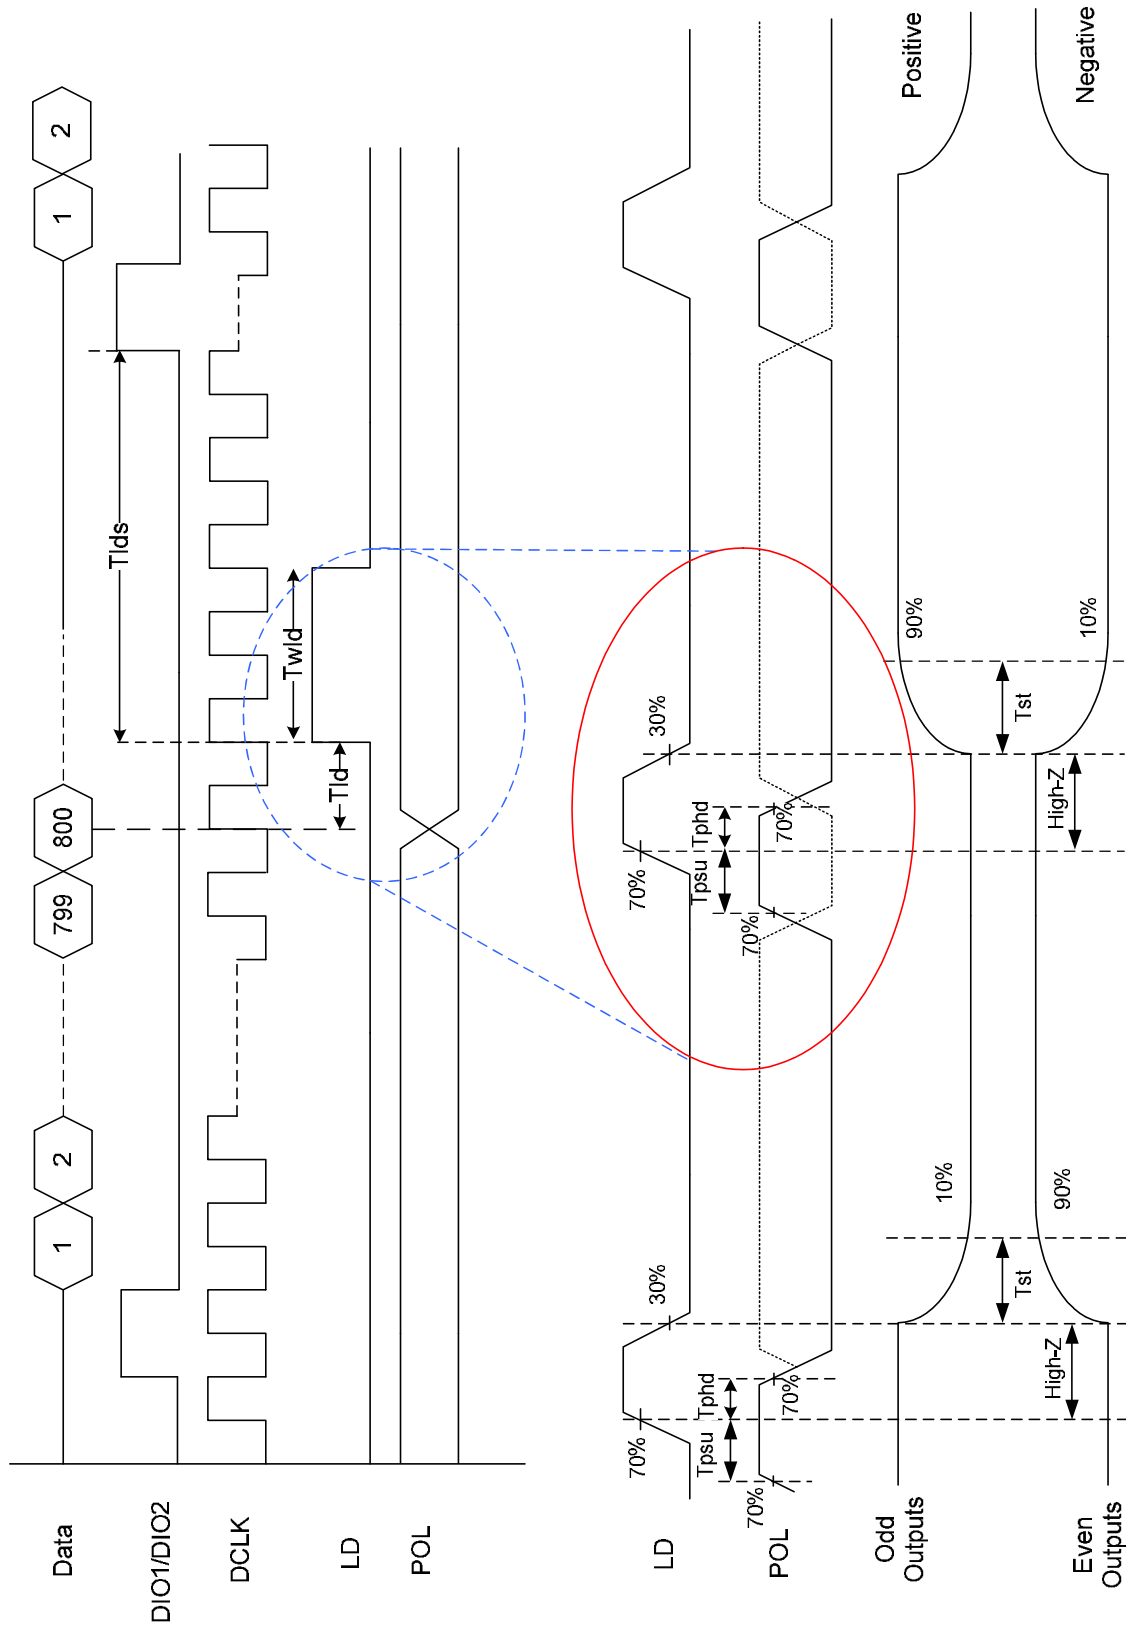 Data
1
2
799
800
1
2
DIO1/DIO2
Tlds
DCLK
LD
Tld
Twld
POL
LD
70%
30%
70%
30%
Tpsu
Tphd
Tpsu
Tphd
POL
70%
70%
70%
70%
Odd
Outputs
10%
90%
Positive
Tst
Tst
High-Z
90%
High-Z
10%
Negative
Even
Outputs